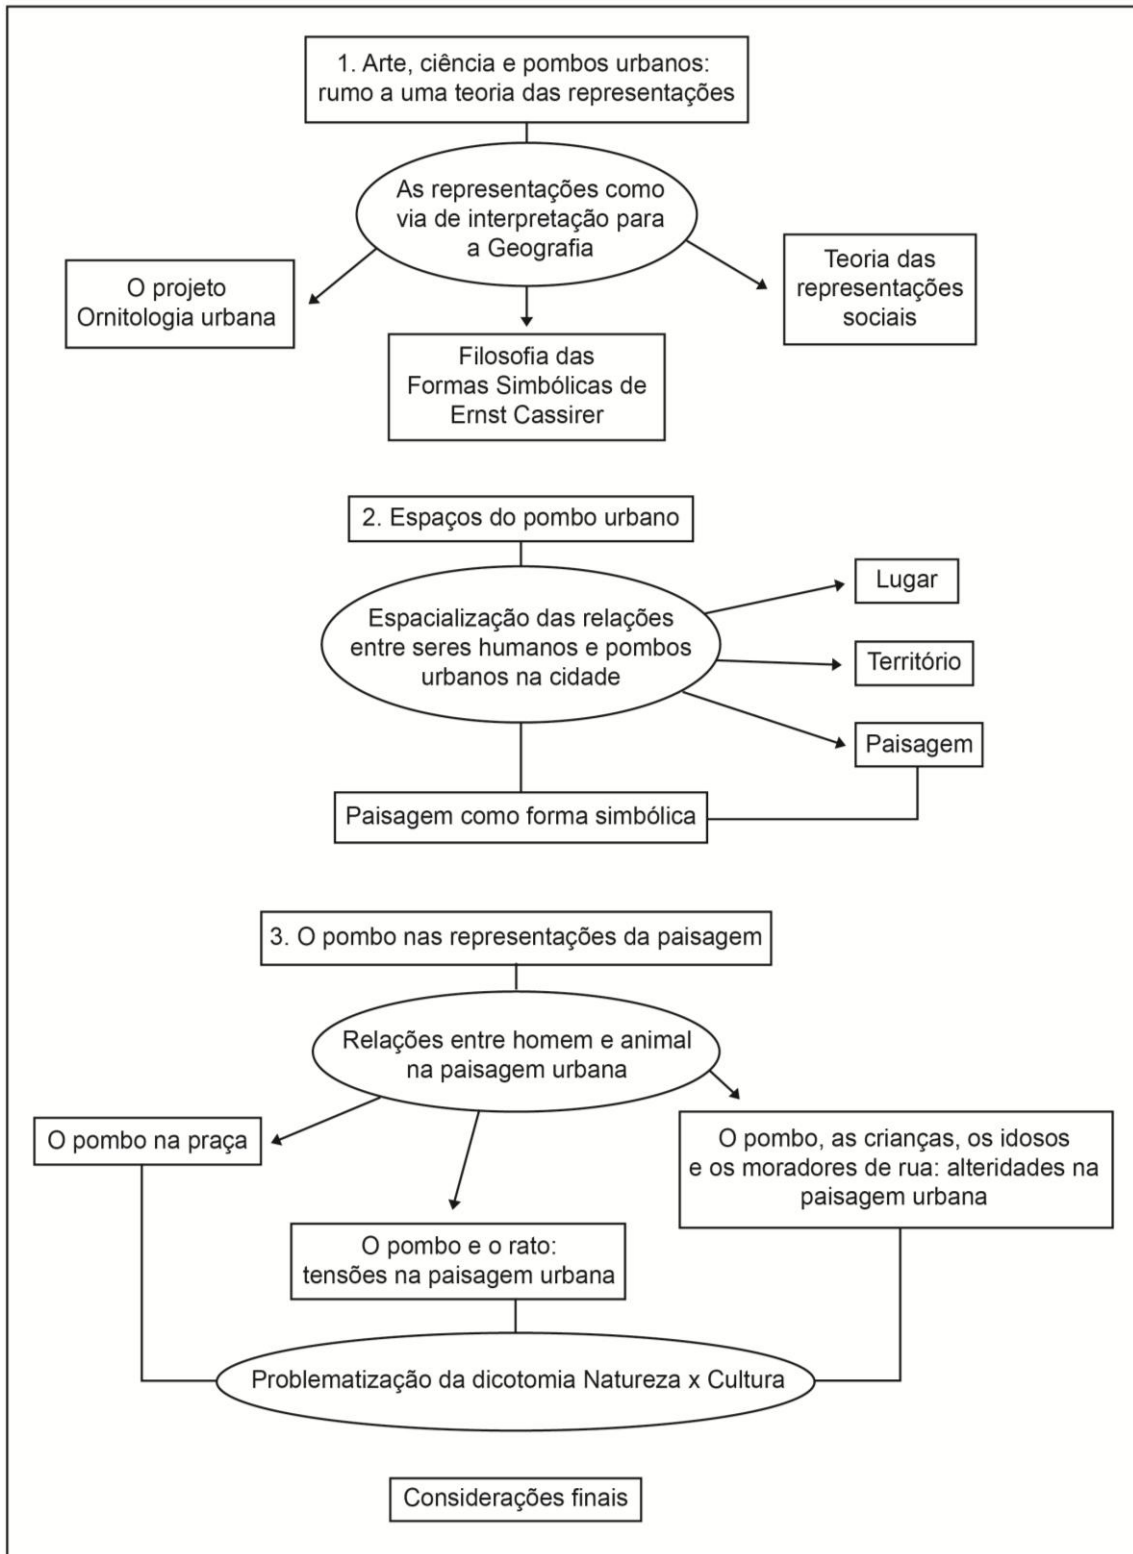 1. Arte, ciência e pombos urbanos:
rumo a uma teoria das representações
As representações como
via de interpretação para
a Geografia
O projeto
Ornitologia urbana
Filosofia das
Formas Simbólicas de
Ernst Cassirer
Teoria das
representações
sociais
2. Espaços do pombo urbano
Espacialização das relações
entre seres humanos e pombos
urbanos na cidade
Lugar
Território
Paisagem
Paisagem como forma simbólica
3. O pombo nas representações da paisagem
Relações entre homem e animal
na paisagem urbana
O pombo na praça
O pombo e o rato:
tensões na paisagem urbana
O pombo, as crianças, os idosos
e os moradores de rua: alteridades na
paisagem urbana
Problematização da dicotomia Natureza x Cultura
Considerações finais